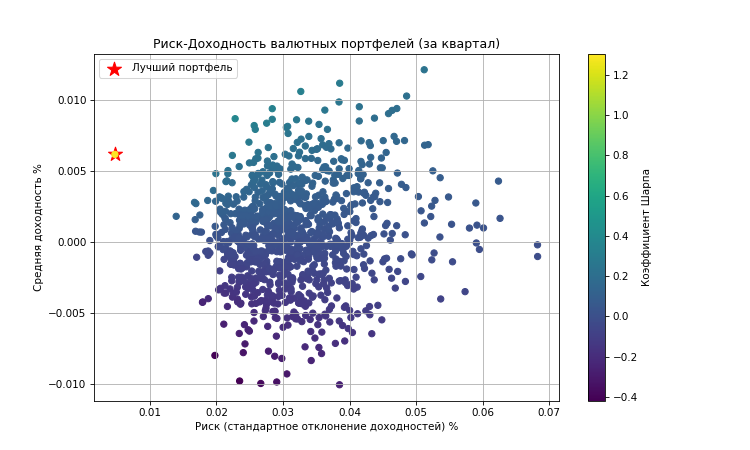 Риск-Доходность валютных портфелей (за квартал)
Лучший портфель
Средняя доходность %
0.010
0.005
0.000
−0.005
−0.010
0.01 0.02 0.03 0.04 0.05 0.06 0.07
Риск (стандартное отклонение доходностей) %
1.2
1.0
0.8
0.6
0.4
0.2
0.0
−0.2
−0.4
Коэффициент Шарпа